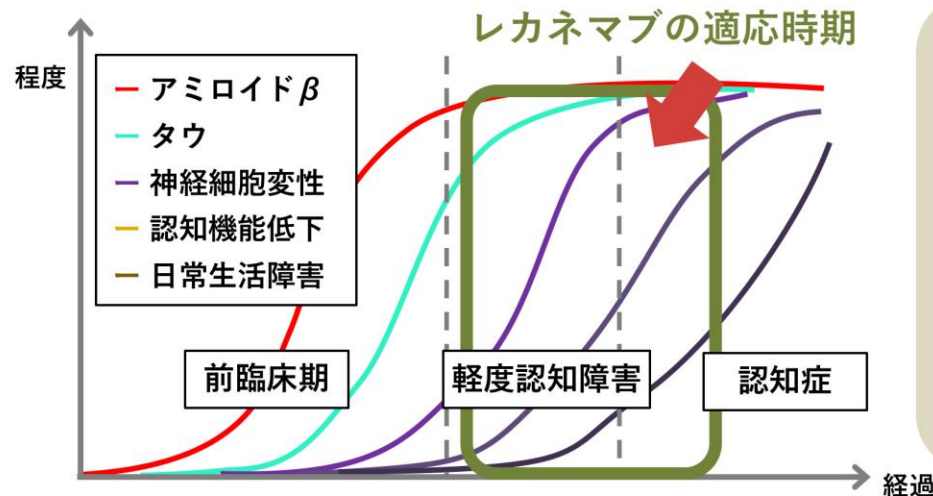 レカネマブの適応時期
程度
アミロイドβ
タウ
神経細胞変性
認知機能低下
日常生活障害
前臨床期
軽度認知障害
認知症
経過